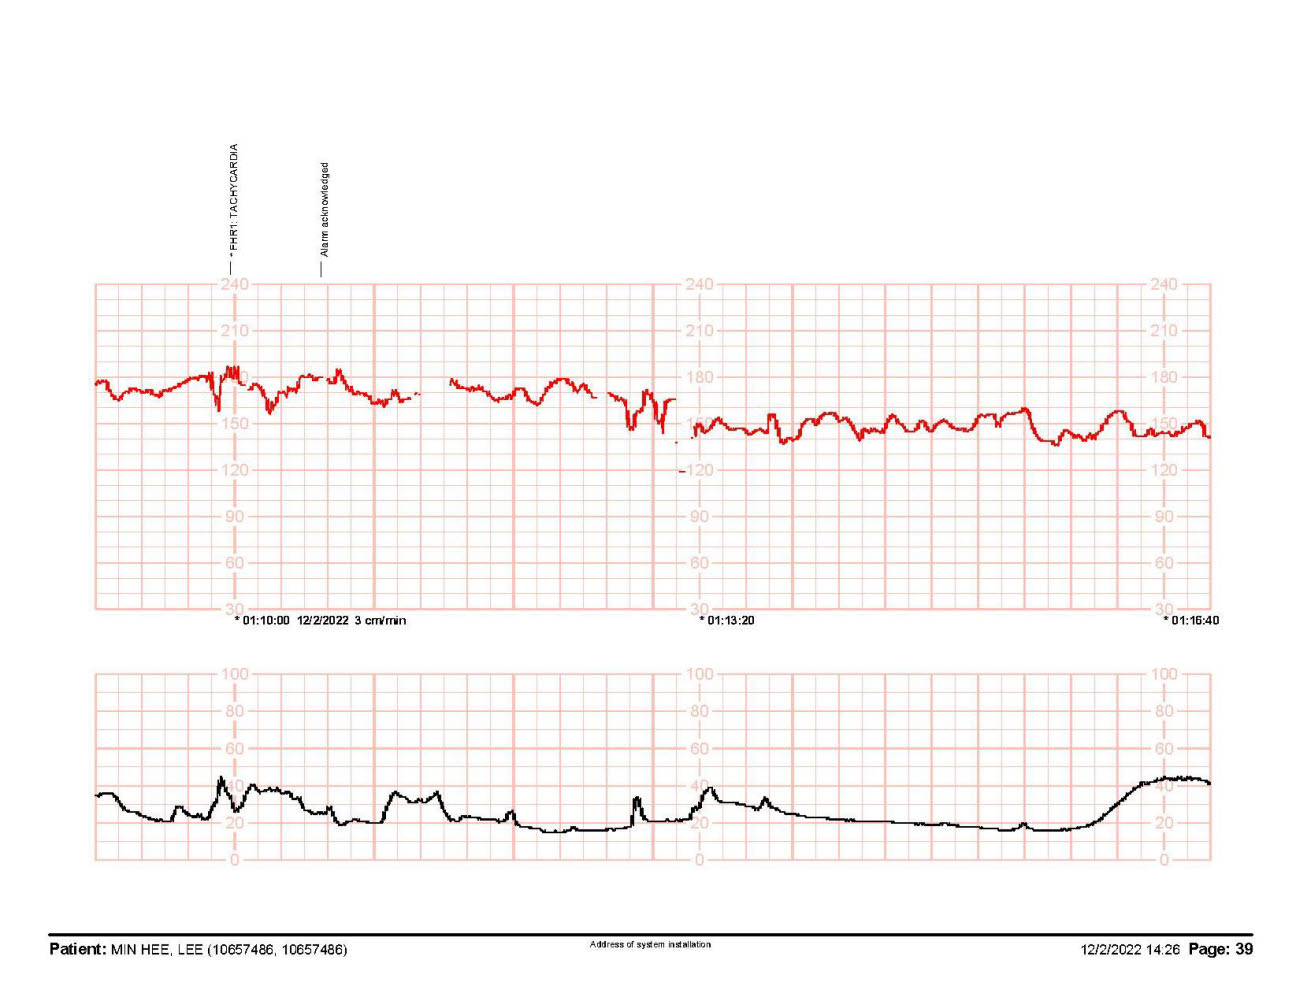 * FHR1: TACHYCARDIA
Alarm acknowledged
240 240 240
210 210 210
180 180 180
150 150 150
120 120 120
90 90 90
60 60 60
30 30 30
* 01:10:00 12/2/2022 3 cm/min * 01:13:20 * 01:16:40
100 100 100
80 80 80
60 60 60
40 40 40
20 20 20
0 0 0
Patient: MIN HEE, LEE (10657486, 10657486) Address of system installation 12/2/2022 14:26 Page: 39